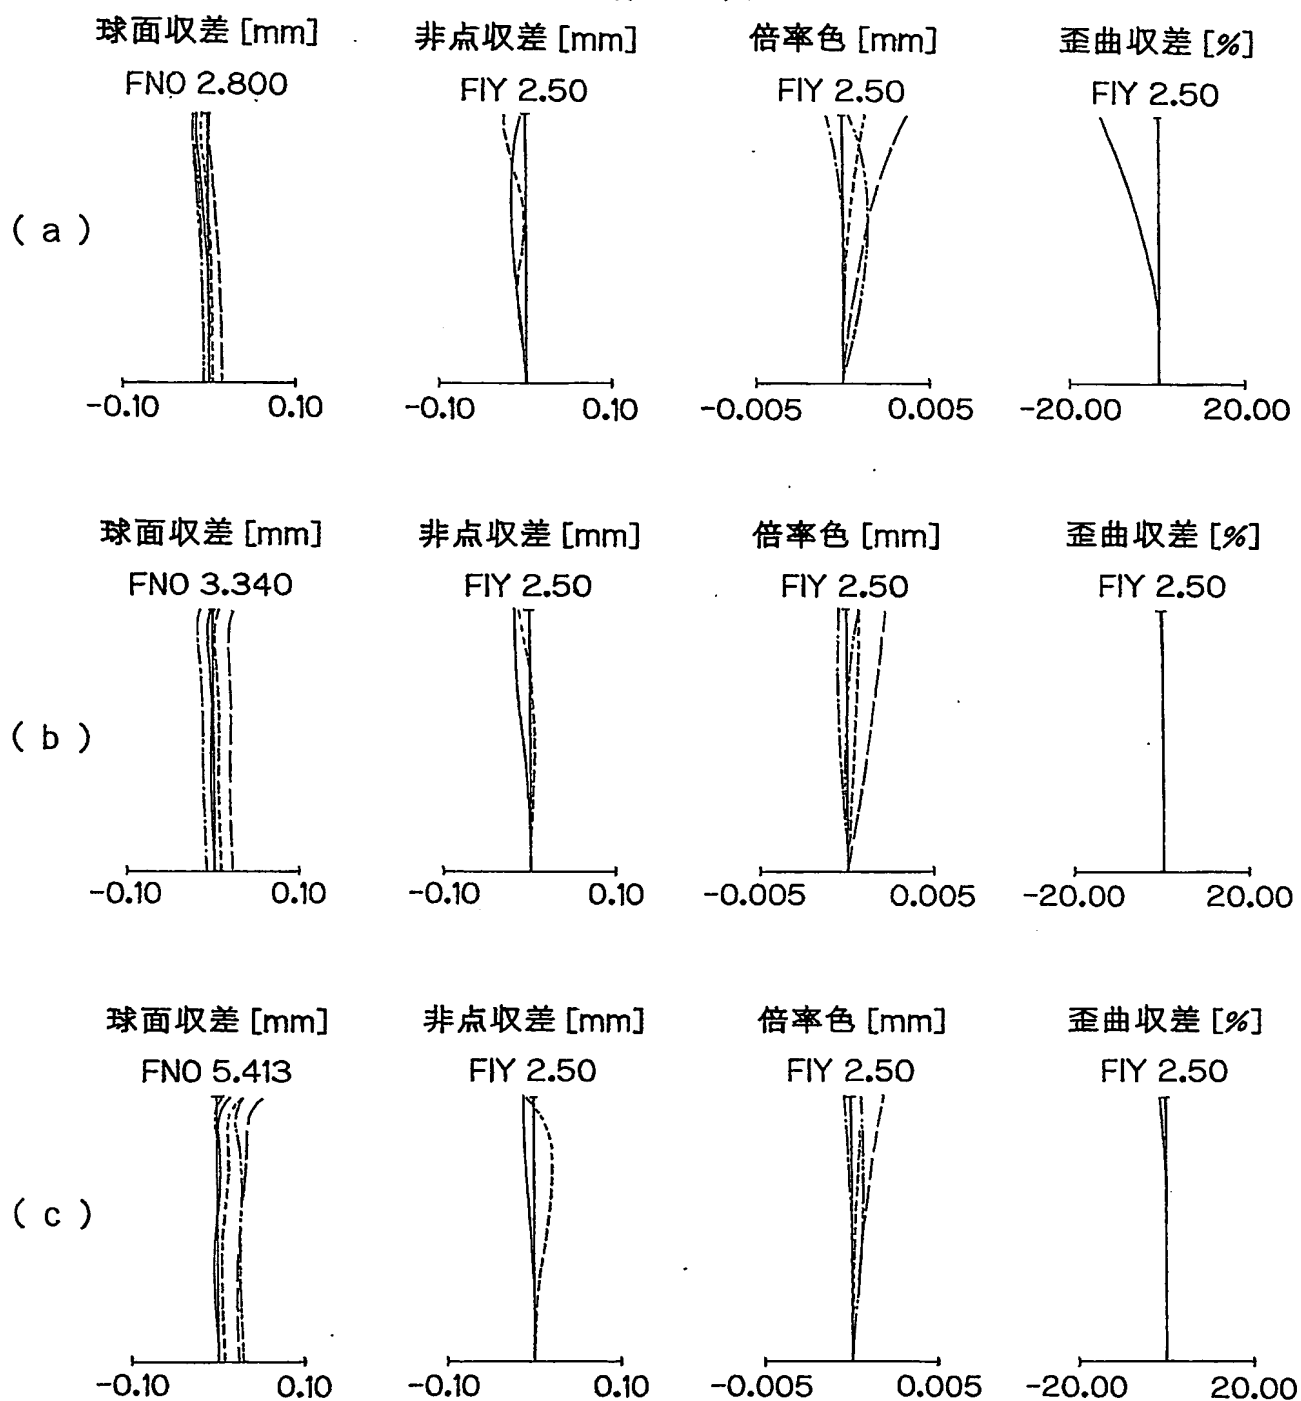 球面収差 [mm] 非点収差 [mm] 倍率色 [mm] 歪曲収差 [%]
FNO 2.800 FIY 2.50 FIY 2.50 FIY 2.50
( a )
-0.10 0.10 -0.10 0.10 -0.005 0.005 -20.00 20.00
球面収差 [mm] 非点収差 [mm] 倍率色 [mm] 歪曲収差 [%]
FNO 3.340 FIY 2.50 FIY 2.50 FIY 2.50
( b )
-0.10 0.10 -0.10 0.10 -0.005 0.005 -20.00 20.00
球面収差 [mm] 非点収差 [mm] 倍率色 [mm] 歪曲収差 [%]
FNO 5.413 FIY 2.50 FIY 2.50 FIY 2.50
( c )
-0.10 0.10 -0.10 0.10 -0.005 0.005 -20.00 20.00